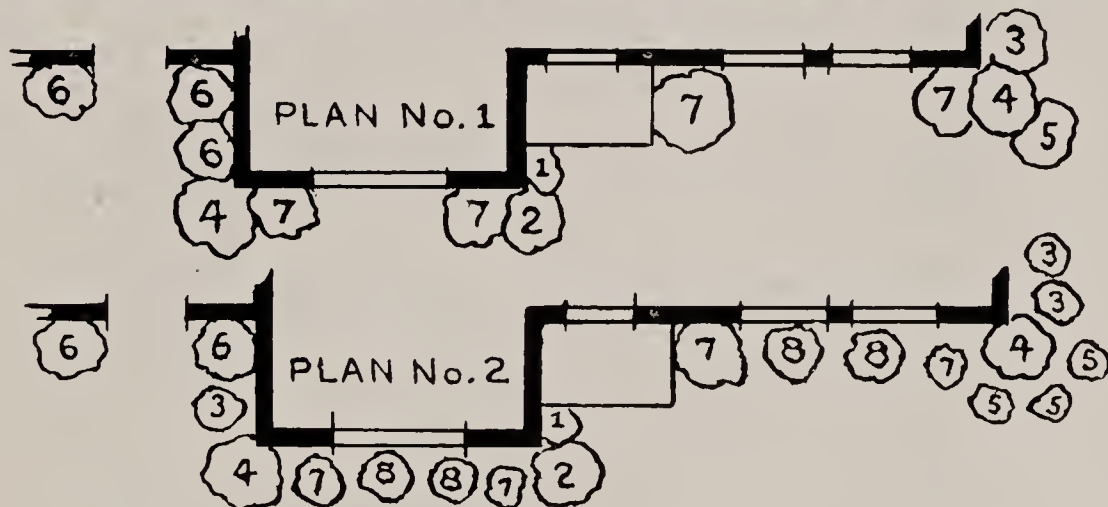 3
6 6 7 7 4
PLAN No. 1
6 1 5
4 7 7 2
3
3
6 6 7 8 8 7 4 5
PLAN No. 2
3 1 5 5
4 7 8 8 7 2